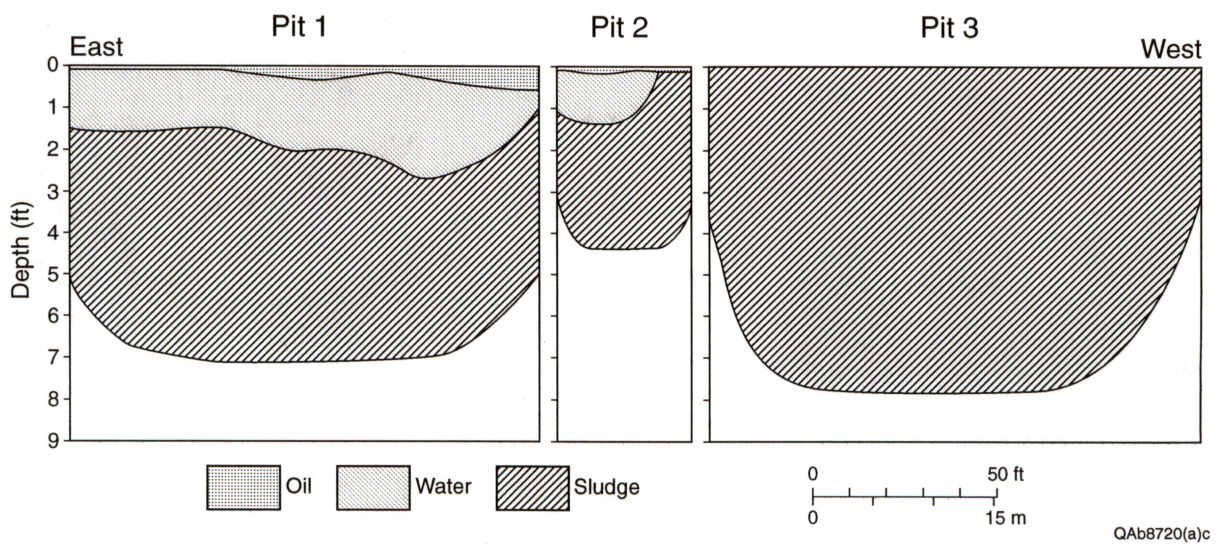 Pit 1
Pit 2
Pit 3
East
West
0
1
2
3
4
5
6
7
8
9
Depth (ft)
Oil
Water
Sludge
0
50 ft
0
15 m
QAb8720(a)c